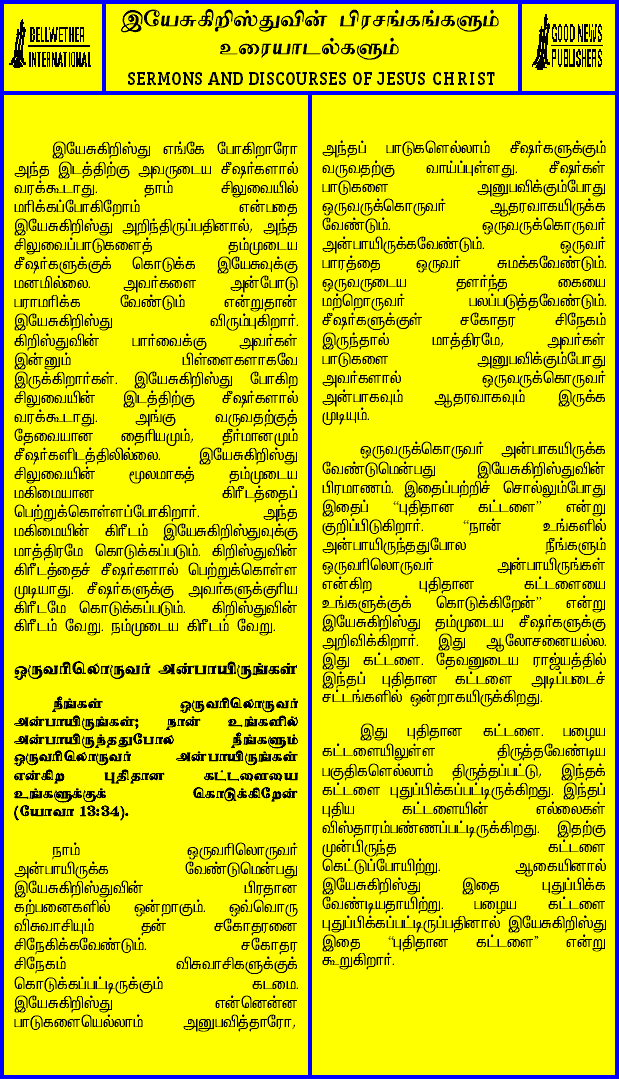 BELLWETHER
INTERNATIONAL
இயேசுகிறிஸ்துவின் பிரசங்கங்களும்
உரையாடல்களும்
SERMONS AND DISCOURSES OF JESUS CHRIST
GOOD NEWS
PUBLISHERS
இயேசுகிறிஸ்து எங்கே போகிறாரோ
அந்த இடத்திற்கு அவருடைய சீஷர்களால்
வரக்கூடாது. தாம் சிலுவையில்
மரிக்கப்போகிறோம் என்பதை
இயேசுகிறிஸ்து அறிந்திருப்பதினால், அந்த
சிலுவைப்பாடுகளைத் தம்முடைய
சீஷர்களுக்குக் கொடுக்க இயேசுவுக்கு
மனமில்லை. அவர்களை அன்போடு
பராமரிக்க வேண்டும் என்றுதான்
இயேசுகிறிஸ்து விரும்புகிறார்.
கிறிஸ்துவின் பார்வைக்கு அவர்கள்
இன்னும் பிள்ளைகளாகவே
இருக்கிறார்கள். இயேசுகிறிஸ்து போகிற
சிலுவையின் இடத்திற்கு சீஷர்களால்
வரக்கூடாது. அங்கு வருவதற்குத்
தேவையான தைரியமும், தீர்மானமும்
சீஷர்களிடத்திலில்லை. இயேசுகிறிஸ்து
சிலுவையின் மூலமாகத் தம்முடைய
மகிமையான கிரீடத்தைப்
பெற்றுக்கொள்ளப்போகிறார். அந்த
மகிமையின் கிரீடம் இயேசுகிறிஸ்துவுக்கு
மாத்திரமே கொடுக்கப்படும். கிறிஸ்துவின்
கிரீடத்தைச் சீஷர்களால் பெற்றுக்கொள்ள
முடியாது. சீஷர்களுக்கு அவர்களுக்குரிய
கிரீடமே கொடுக்கப்படும். கிறிஸ்துவின்
கிரீடம் வேறு. நம்முடைய கிரீடம் வேறு.
ஒருவரிலொருவர் அன்பாயிருங்கள்
நீங்கள் ஒருவரிலொருவர்
அன்பாயிருங்கள்; நான் உங்களில்
அன்பாயிருந்ததுபோல நீங்களும்
ஒருவரிலொருவர் அன்பாயிருங்கள்
என்கிற புதிதான கட்டளையை
உங்களுக்குக் கொடுக்கிறேன்
(யோவா 13:34).
நாம் ஒருவரிலொருவர்
அன்பாயிருக்க வேண்டுமென்பது
இயேசுகிறிஸ்துவின் பிரதான
கற்பனைகளில் ஒன்றாகும். ஒவ்வொரு
விசுவாசியும் தன் சகோதரனை
சிநேகிக்கவேண்டும். சகோதர
சிநேகம் விசுவாசிகளுக்குக்
கொடுக்கப்பட்டிருக்கும் கடமை.
இயேசுகிறிஸ்து என்னென்ன
பாடுகளையெல்லாம் அனுபவித்தாரோ,
அந்தப் பாடுகளெல்லாம் சீஷர்களுக்கும்
வருவதற்கு வாய்ப்புள்ளது. சீஷர்கள்
பாடுகளை அனுபவிக்கும்போது
ஒருவருக்கொருவர் ஆதரவாகயிருக்க
வேண்டும். ஒருவருக்கொருவர்
அன்பாயிருக்கவேண்டும். ஒருவர்
பாரத்தை ஒருவர் சுமக்கவேண்டும்.
ஒருவருடைய தளர்ந்த கையை
மற்றொருவர் பலப்படுத்தவேண்டும்.
சீஷர்களுக்குள் சகோதர சிநேகம்
இருந்தால் மாத்திரமே, அவர்கள்
பாடுகளை அனுபவிக்கும்போது
அவர்களால் ஒருவருக்கொருவர்
அன்பாகவும் ஆதரவாகவும் இருக்க
முடியும்.
ஒருவருக்கொருவர் அன்பாகயிருக்க
வேண்டுமென்பது இயேசுகிறிஸ்துவின்
பிரமாணம். இதைப்பற்றிச் சொல்லும்போது
இதைப் “புதிதான கட்டளை” என்று
குறிப்பிடுகிறார். “நான் உங்களில்
அன்பாயிருந்ததுபோல நீங்களும்
ஒருவரிலொருவர் அன்பாயிருங்கள்
என்கிற புதிதான கட்டளையை
உங்களுக்குக் கொடுக்கிறேன்” என்று
இயேசுகிறிஸ்து தம்முடைய சீஷர்களுக்கு
அறிவிக்கிறார். இது ஆலோசனையல்ல.
இது கட்டளை. தேவனுடைய ராஜ்யத்தில்
இந்தப் புதிதான கட்டளை அடிப்படைச்
சட்டங்களில் ஒன்றாகயிருக்கிறது.
இது புதிதான கட்டளை. பழைய
கட்டளையிலுள்ள திருத்தவேண்டிய
பகுதிகளெல்லாம் திருத்தப்பட்டு, இந்தக்
கட்டளை புதுப்பிக்கப்பட்டிருக்கிறது. இந்தப்
புதிய கட்டளையின் எல்லைகள்
விஸ்தாரம்பண்ணப்பட்டிருக்கிறது. இதற்கு
முன்பிருந்த கட்டளை
கெட்டுப்போயிற்று. ஆகையினால்
இயேசுகிறிஸ்து இதை புதுப்பிக்க
வேண்டியதாயிற்று. பழைய கட்டளை
புதுப்பிக்கப்பட்டிருப்பதினால் இயேசுகிறிஸ்து
இதை “புதிதான கட்டளை” என்று
கூறுகிறார்.